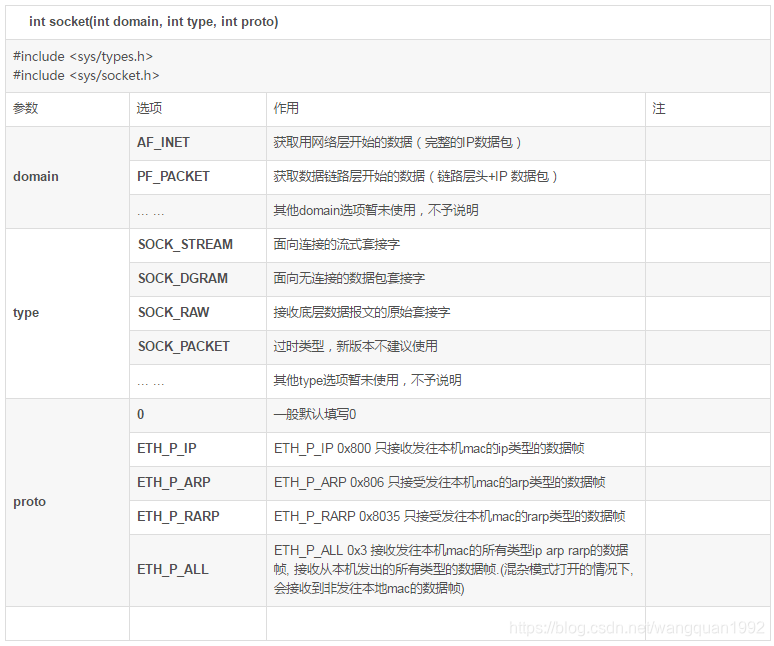 int socket(int domain, int type, int proto)
#include <sys/types.h>
#include <sys/socket.h>
参数 选项 作用 注
domain
AF_INET 获取用网络层开始的数据（完整的IP数据包）
PF_PACKET 获取数据链路层开始的数据（链路层头+IP 数据包）
... ... 其他domain选项暂未使用，不予说明
type
SOCK_STREAM 面向连接的流式套接字
SOCK_DGRAM 面向无连接的数据包套接字
SOCK_RAW 接收底层数据报文的原始套接字
SOCK_PACKET 过时类型，新版本不建议使用
... ... 其他type选项暂未使用，不予说明
proto
0 一般默认填写0
ETH_P_IP ETH_P_IP 0x800 只接收发往本机mac的ip类型的数据帧
ETH_P_ARP ETH_P_ARP 0x806 只接受发往本机mac的arp类型的数据帧
ETH_P_RARP ETH_P_RARP 0x8035 只接受发往本机mac的rarp类型的数据帧
ETH_P_ALL ETH_P_ALL 0x3 接收发往本机mac的所有类型ip arp rarp的数据
帧, 接收从本机发出的所有类型的数据帧.(混杂模式打开的情况下,
会接收到非发往本地mac的数据帧)
https://blog.csdn.net/wangquan1992